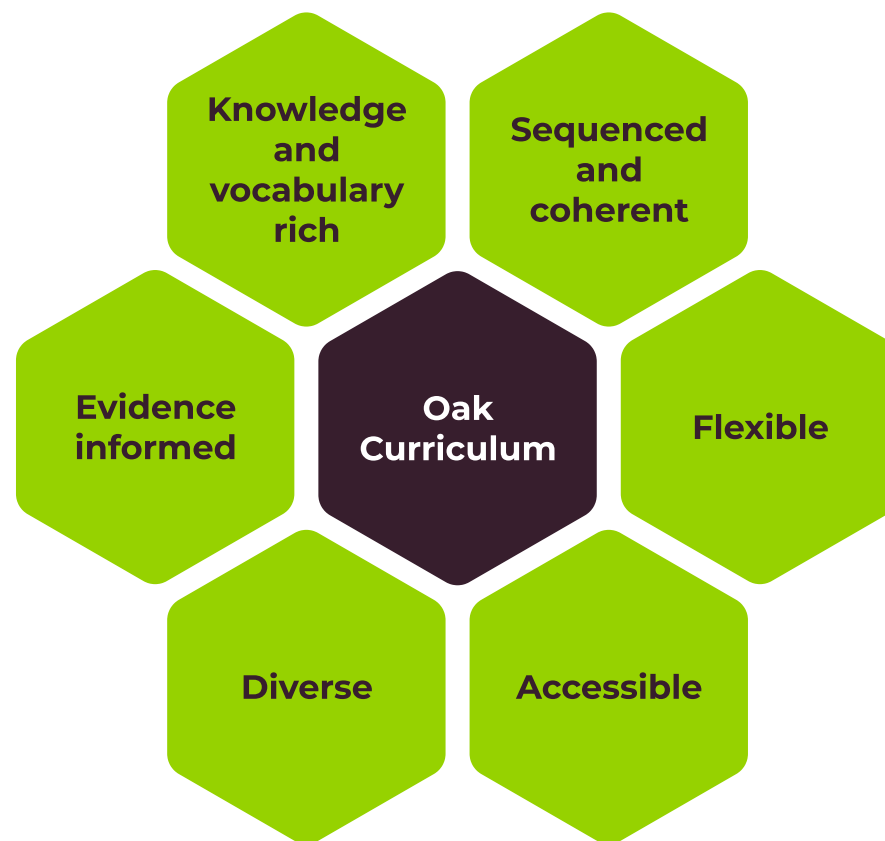 Knowledge
and
vocabulary
rich
Sequenced
and
coherent
Evidence
informed
Oak
Curriculum
Flexible
Diverse
Accessible